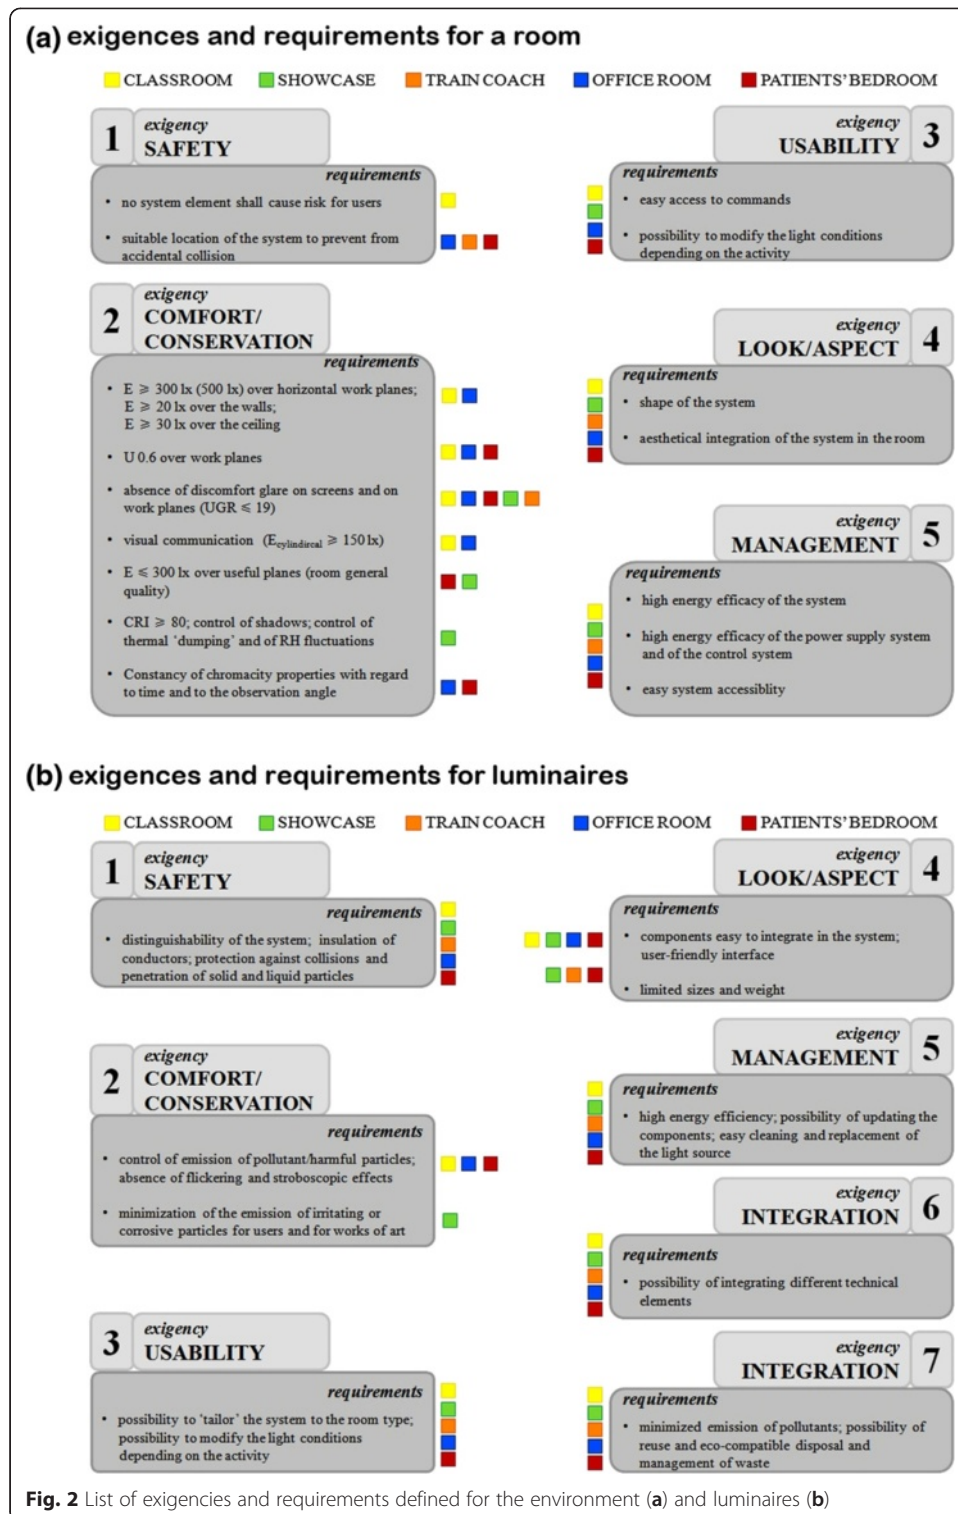 (a) exigences and requirements for a room
CLASSROOM SHOWCASE TRAIN COACH OFFICE ROOM PATIENTS' BEDROOM
1
exigency
SAFETY
requirements
• no system element shall cause risk for users
• suitable location of the system to prevent from
accidental collision
2
exigency
COMFORT/
CONSERVATION
requirements
• E ⩾ 300 lx (500 lx) over horizontal work planes;
E ⩾ 20 lx over the walls;
E ⩾ 30 lx over the ceiling
• U 0.6 over work planes
• absence of discomfort glare on screens and on
work planes (UGR ⩽ 19)
• visual communication (Ecylindircal ⩾ 150 lx)
• E ⩽ 300 lx over useful planes (room general
quality)
• CRI ⩾ 80; control of shadows; control of
thermal 'dumping' and of RH fluctuations
• Constancy of chromacity properties with regard
to time and to the observation angle
exigency
USABILITY
3
requirements
• easy access to commands
• possibility to modify the light conditions
depending on the activity
exigency
LOOK/ASPECT
4
requirements
• shape of the system
• aesthetical integration of the system in the room
exigency
MANAGEMENT
5
requirements
• high energy efficacy of the system
• high energy efficacy of the power supply system
and of the control system
• easy system accessiblity
(b) exigences and requirements for luminaires
CLASSROOM SHOWCASE TRAIN COACH OFFICE ROOM PATIENTS' BEDROOM
1
exigency
SAFETY
requirements
• distinguishability of the system; insulation of
conductors; protection against collisions and
penetration of solid and liquid particles
2
exigency
COMFORT/
CONSERVATION
requirements
• control of emission of pollutant/harmful particles;
absence of flickering and stroboscopic effects
• minimization of the emission of irritating or
corrosive particles for users and for works of art
3
exigency
USABILITY
requirements
• possibility to 'tailor' the system to the room type;
possibility to modify the light conditions
depending on the activity
exigency
LOOK/ASPECT
4
requirements
• components easy to integrate in the system;
user-friendly interface
• limited sizes and weight
exigency
MANAGEMENT
5
requirements
• high energy efficiency; possibility of updating the
components; easy cleaning and replacement of
the light source
exigency
INTEGRATION
6
requirements
• possibility of integrating different technical
elements
exigency
INTEGRATION
7
requirements
• minimized emission of pollutants; possibility of
reuse and eco-compatible disposal and
management of waste
Fig. 2 List of exigencies and requirements defined for the environment (a) and luminaires (b)